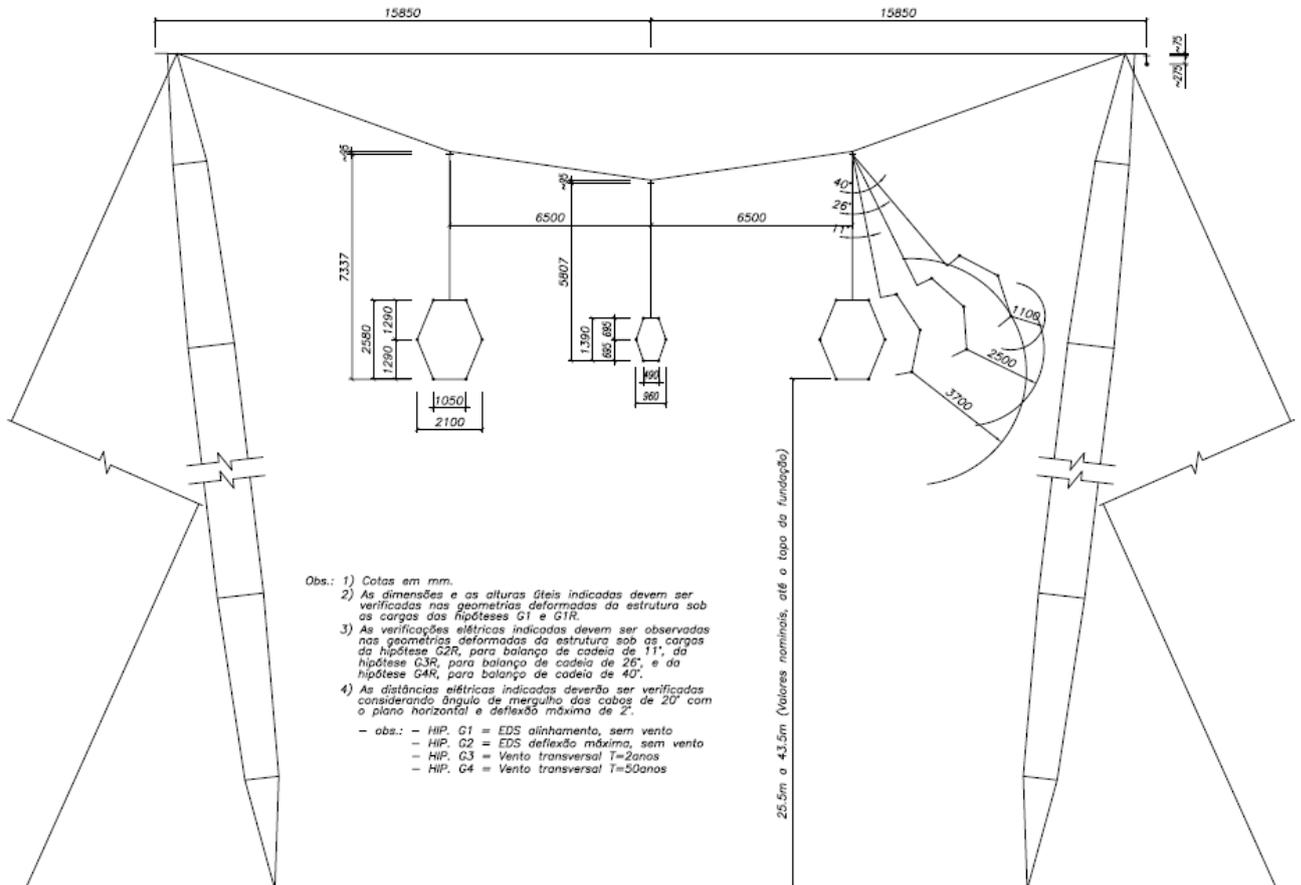 15850
15850
~75
~275
~95
~95
40°
26°
11°
6500
6500
7337
5807
2580
1290
1290
1390
695
695
490
960
1050
2100
1100
2500
3700
25.5m a 43.5m (Valores nominais, até o topo da fundação)
Obs.: 1) Cotas em mm.
2) As dimensões e as alturas úteis indicadas devem ser
verificadas nas geometrias deformadas da estrutura sob
as cargas das hipóteses G1 e G1R.
3) As verificações elétricas indicadas devem ser observadas
nas geometrias deformadas da estrutura sob as cargas
da hipótese G2R, para balanço de cadeia de 11°, da
hipótese G3R, para balanço de cadeia de 26°, e da
hipótese G4R, para balanço de cadeia de 40°.
4) As distâncias elétricas indicadas deverão ser verificadas
considerando ângulo de mergulho dos cabos de 20° com
o plano horizontal e deflexão máxima de 2°.
- obs.: - HIP. G1 = EDS alinhamento, sem vento
- HIP. G2 = EDS deflexão máxima, sem vento
- HIP. G3 = Vento transversal T=2anos
- HIP. G4 = Vento transversal T=50anos